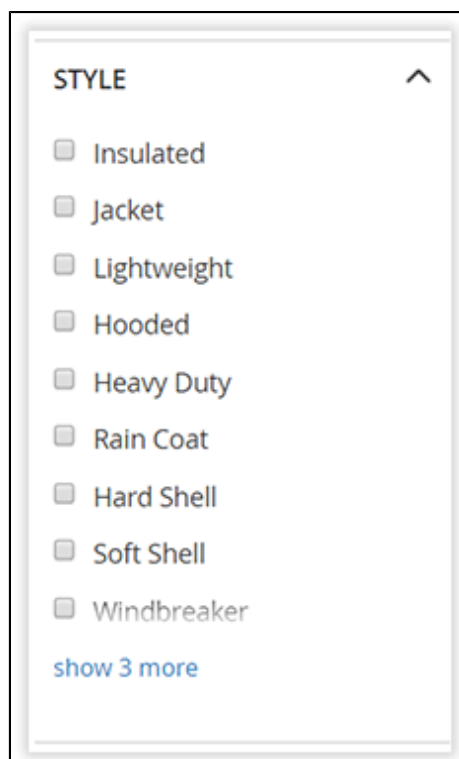 STYLE
Insulated
Jacket
Lightweight
Hooded
Heavy Duty
Rain Coat
Hard Shell
Soft Shell
Windbreaker
show 3 more